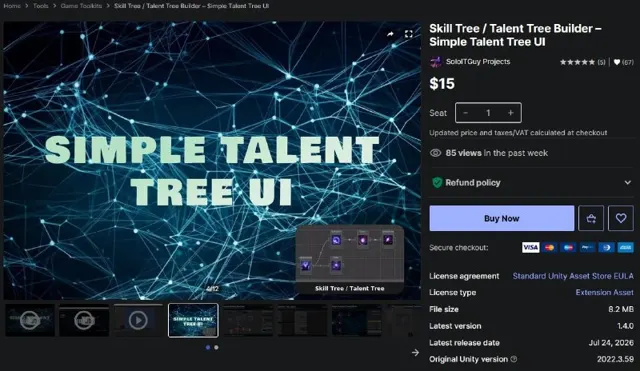 Home > Tools > Game Toolkits > Skill Tree / Talent Tree Builder – Simple Talent Tree UI
SIMPLE TALENT
TREE UI
Skill Tree / Talent Tree
4/12
Skill Tree / Talent Tree Builder –
Simple Talent Tree UI
SoloITGuy Projects
★★★★★ (5) | (67)
$15
Seat
- 1 +
Updated price and taxes/VAT calculated at checkout
85 views in the past week
Refund policy
Buy Now
Secure checkout:
VISA
License agreement Standard Unity Asset Store EULA
License type Extension Asset
File size 8.2 MB
Latest version 1.4.0
Latest release date Jul 24, 2026
Original Unity version 2022.3.59